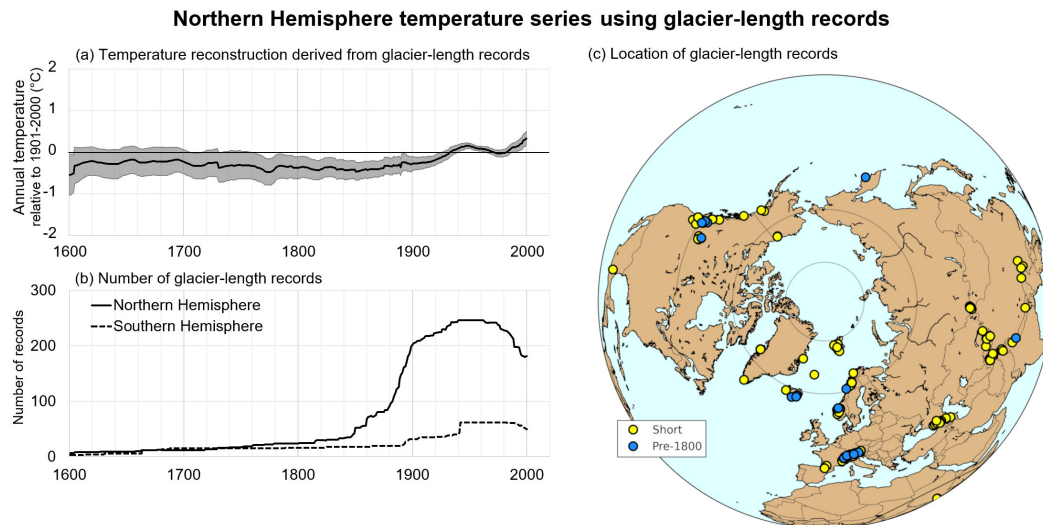 Northern Hemisphere temperature series using glacier-length records
(a) Temperature reconstruction derived from glacier-length records
Annual temperature
relative to 1901-2000 (°C)
2
1
0
-1
-2
1600
1700
1800
1900
2000
(b) Number of glacier-length records
Number of records
300
200
100
0
Northern Hemisphere
Southern Hemisphere
1600
1700
1800
1900
2000
(c) Location of glacier-length records
Short
Pre-1800